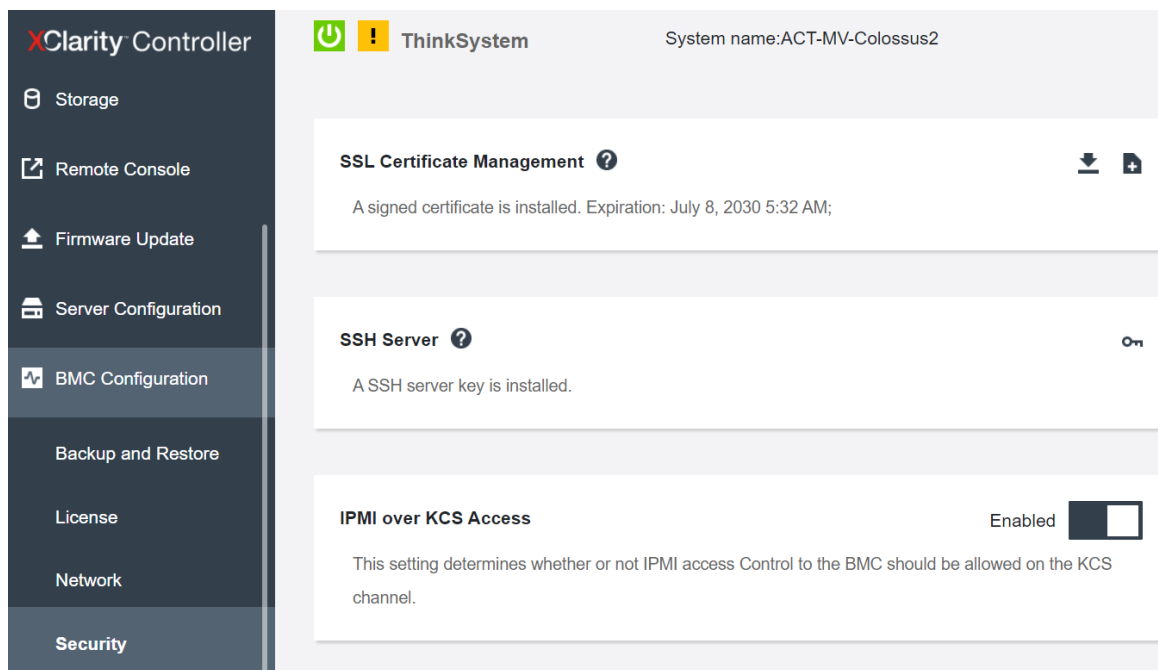 XClarity Controller
Storage
Remote Console
Firmware Update
Server Configuration
BMC Configuration
Backup and Restore
License
Network
Security
ThinkSystem
System name:ACT-MV-Colossus2
SSL Certificate Management
A signed certificate is installed. Expiration: July 8, 2030 5:32 AM;
SSH Server
A SSH server key is installed.
IPMI over KCS Access
Enabled
This setting determines whether or not IPMI access Control to the BMC should be allowed on the KCS
channel.